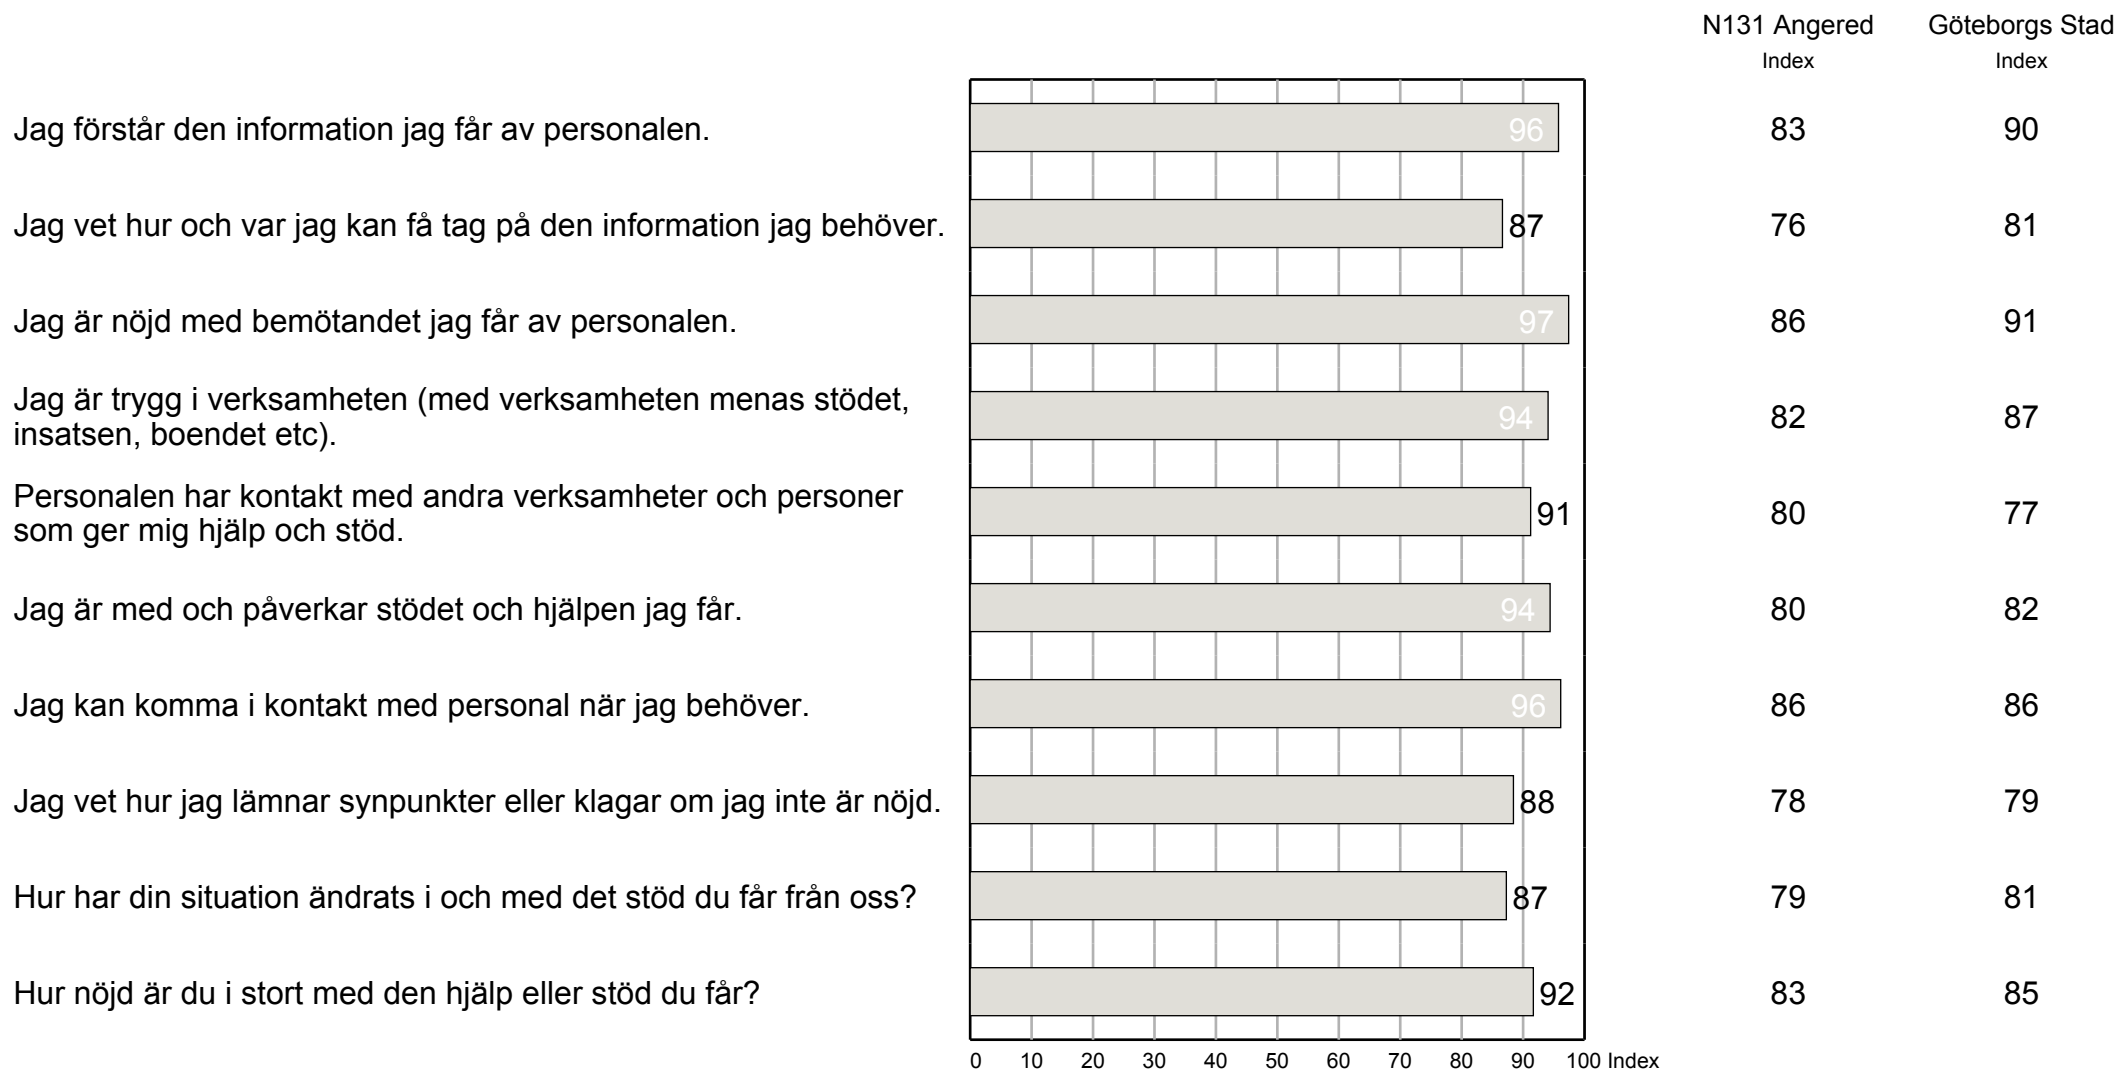 N131 Angered Göteborgs Stad
Index Index
Jag förstår den information jag får av personalen. 96 83 90
Jag vet hur och var jag kan få tag på den information jag behöver. 87 76 81
Jag är nöjd med bemötandet jag får av personalen. 97 86 91
Jag är trygg i verksamheten (med verksamheten menas stödet,
insatsen, boendet etc). 94 82 87
Personalen har kontakt med andra verksamheter och personer
som ger mig hjälp och stöd. 91 80 77
Jag är med och påverkar stödet och hjälpen jag får. 94 80 82
Jag kan komma i kontakt med personal när jag behöver. 96 86 86
Jag vet hur jag lämnar synpunkter eller klagar om jag inte är nöjd. 88 78 79
Hur har din situation ändrats i och med det stöd du får från oss? 87 79 81
Hur nöjd är du i stort med den hjälp eller stöd du får? 92 83 85
0 10 20 30 40 50 60 70 80 90 100 Index